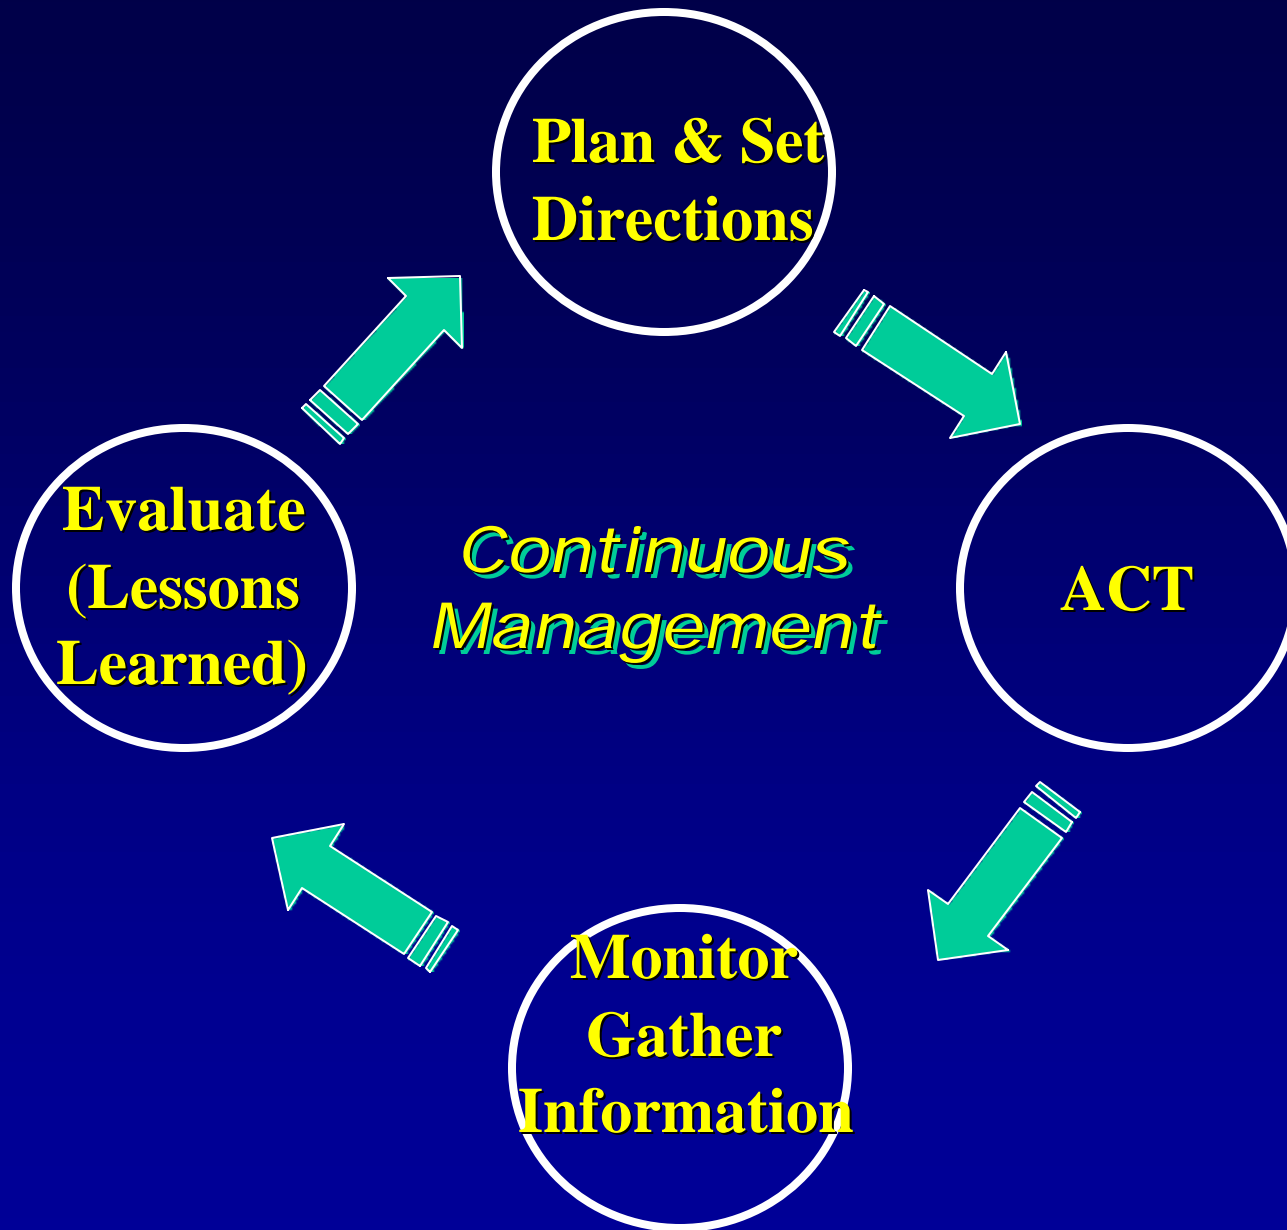 Plan & Set
Directions
Evaluate
(Lessons
Learned)
Continuous
Management
ACT
Monitor
Gather
Information